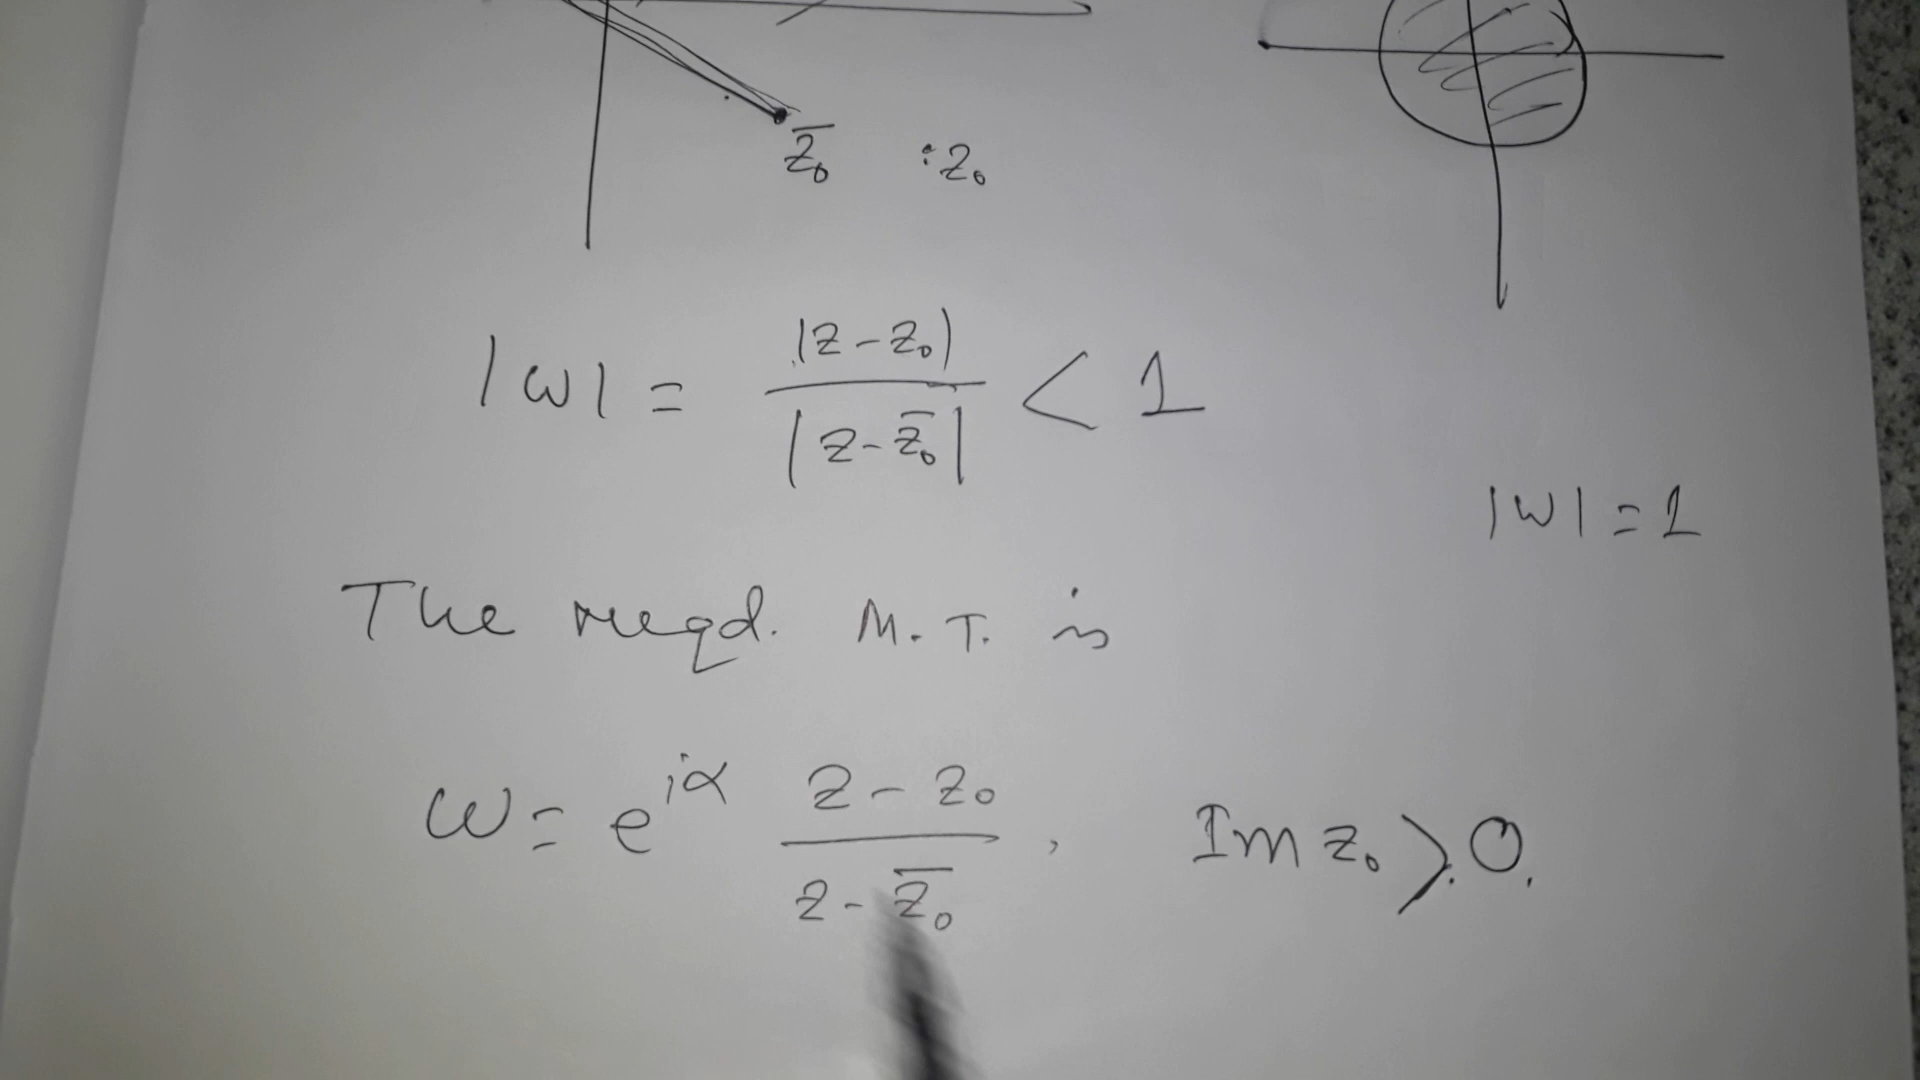 z̄₀ : z₀
|w| = |z - z₀| / |z - z̄₀| < 1
|w| = 1
The reqd. M.T. is
w = e^{iα} (z - z₀) / (z - z̄₀) , Im z₀ > 0.